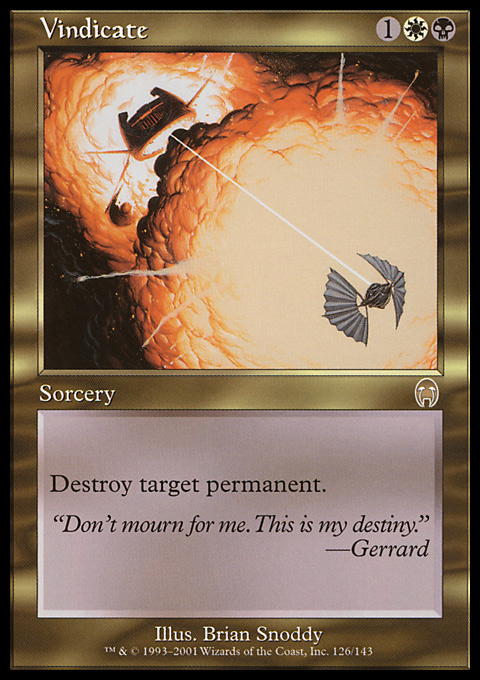 Vindicate 1
Sorcery
Destroy target permanent.
“Don’t mourn for me. This is my destiny.”
—Gerrard
Illus. Brian Snoddy
™ & © 1993–2001 Wizards of the Coast, Inc. 126/143